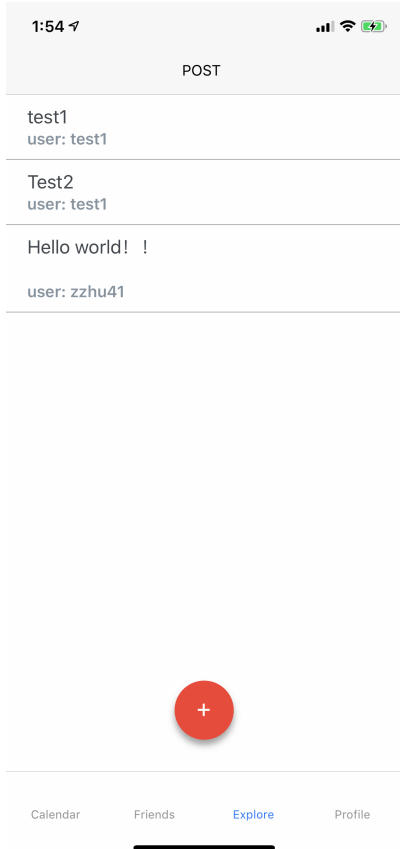 1:54
POST
test1
user: test1
Test2
user: test1
Hello world！！
user: zzhu41
+
Calendar Friends Explore Profile